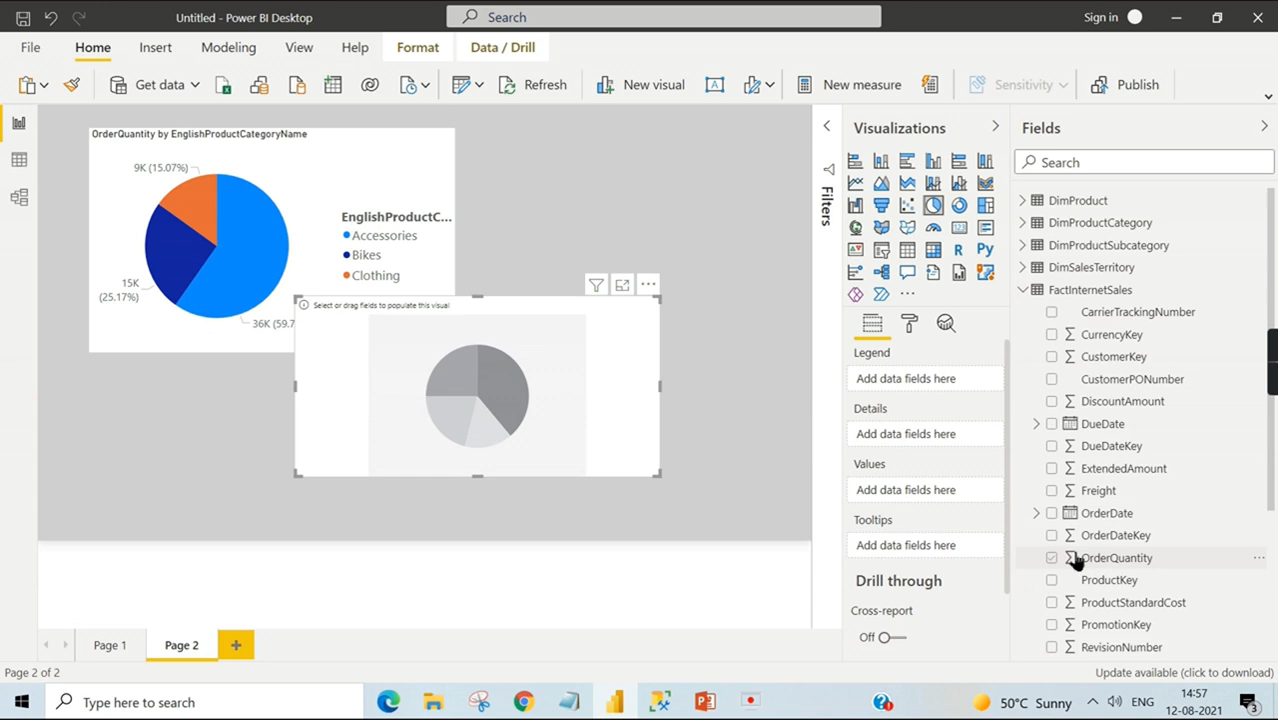 Untitled - Power BI Desktop
Search
Sign in
File
Home
Insert
Modeling
View
Help
Format
Data / Drill
Get data
Refresh
New visual
New measure
Sensitivity
Publish
OrderQuantity by EnglishProductCategoryName
9K (15.07%)
15K
(25.17%)
36K (59.7
EnglishProductC...
Accessories
Bikes
Clothing
Select or drag fields to populate this visual
Filters
Visualizations
R
Py
Legend
Add data fields here
Details
Add data fields here
Values
Add data fields here
Tooltips
Add data fields here
Drill through
Cross-report
Off
Fields
Search
DimProduct
DimProductCategory
DimProductSubcategory
DimSalesTerritory
FactInternetSales
CarrierTrackingNumber
CurrencyKey
CustomerKey
CustomerPONumber
DiscountAmount
DueDate
DueDateKey
ExtendedAmount
Freight
OrderDate
OrderDateKey
OrderQuantity
ProductKey
ProductStandardCost
PromotionKey
RevisionNumber
Page 1
Page 2
Page 2 of 2
Update available (click to download)
Type here to search
50°C Sunny
ENG
14:57
12-08-2021
3